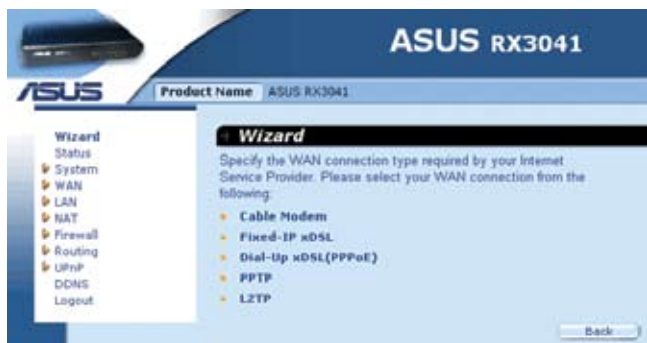 ASUS RX3041
ASUS
Product Name ASUS RX3041
Wizard
Status
System
WAN
LAN
NAT
Firewall
Routing
UPnP
DDNS
Logout
Wizard
Specify the WAN connection type required by your Internet
Service Provider. Please select your WAN connection from the
following:
Cable Modem
Fixed-IP xDSL
Dial-Up xDSL(PPPoE)
PPTP
L2TP
Back